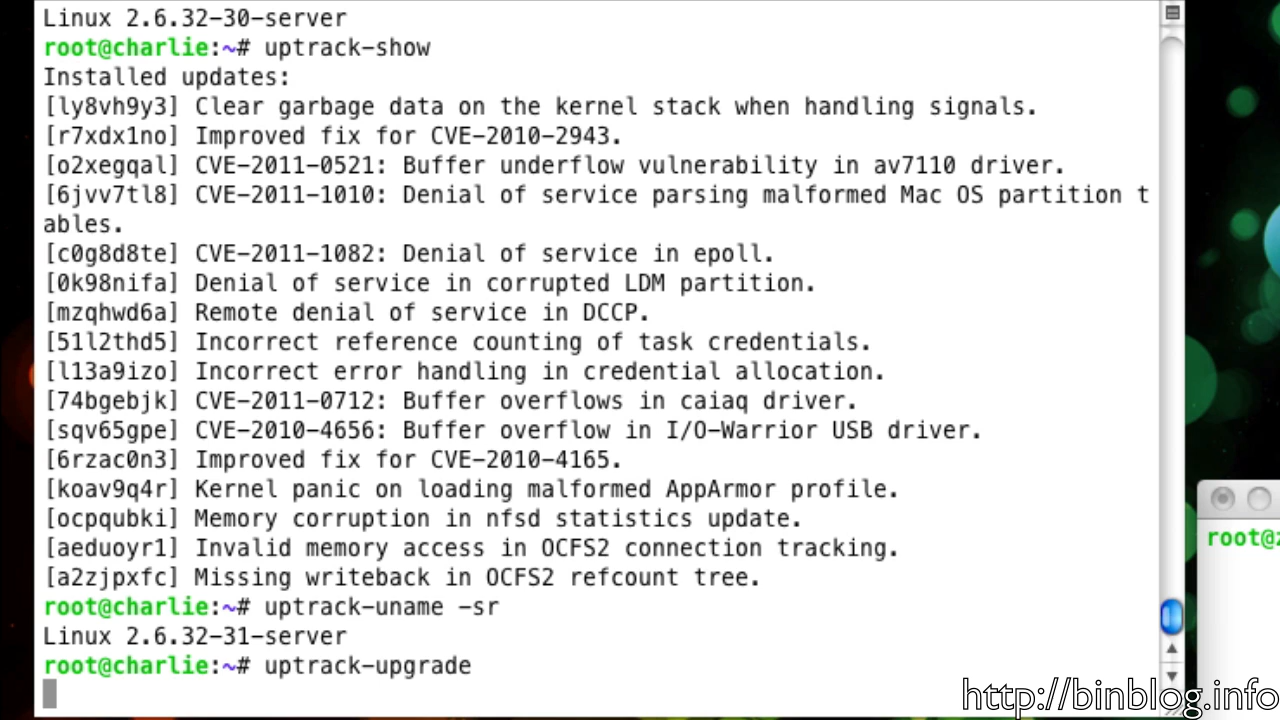 Linux 2.6.32-30-server
root@charlie:~# uptrack-show
Installed updates:
[ly8vh9y3] Clear garbage data on the kernel stack when handling signals.
[r7xdx1no] Improved fix for CVE-2010-2943.
[o2xegqal] CVE-2011-0521: Buffer underflow vulnerability in av7110 driver.
[6jvv7tl8] CVE-2011-1010: Denial of service parsing malformed Mac OS partition t
ables.
[c0g8d8te] CVE-2011-1082: Denial of service in epoll.
[0k98nifa] Denial of service in corrupted LDM partition.
[mzqhwd6a] Remote denial of service in DCCP.
[51l2thd5] Incorrect reference counting of task credentials.
[l13a9izo] Incorrect error handling in credential allocation.
[74bgebjk] CVE-2011-0712: Buffer overflows in caiaq driver.
[sqv65gpe] CVE-2010-4656: Buffer overflow in I/O-Warrior USB driver.
[6rzac0n3] Improved fix for CVE-2010-4165.
[koav9q4r] Kernel panic on loading malformed AppArmor profile.
[ocpqubki] Memory corruption in nfsd statistics update.
[aeduoyr1] Invalid memory access in OCFS2 connection tracking.
[a2zjpxfc] Missing writeback in OCFS2 refcount tree.
root@charlie:~# uptrack-uname -sr
Linux 2.6.32-31-server
root@charlie:~# uptrack-upgrade
root@z
http://binblog.info